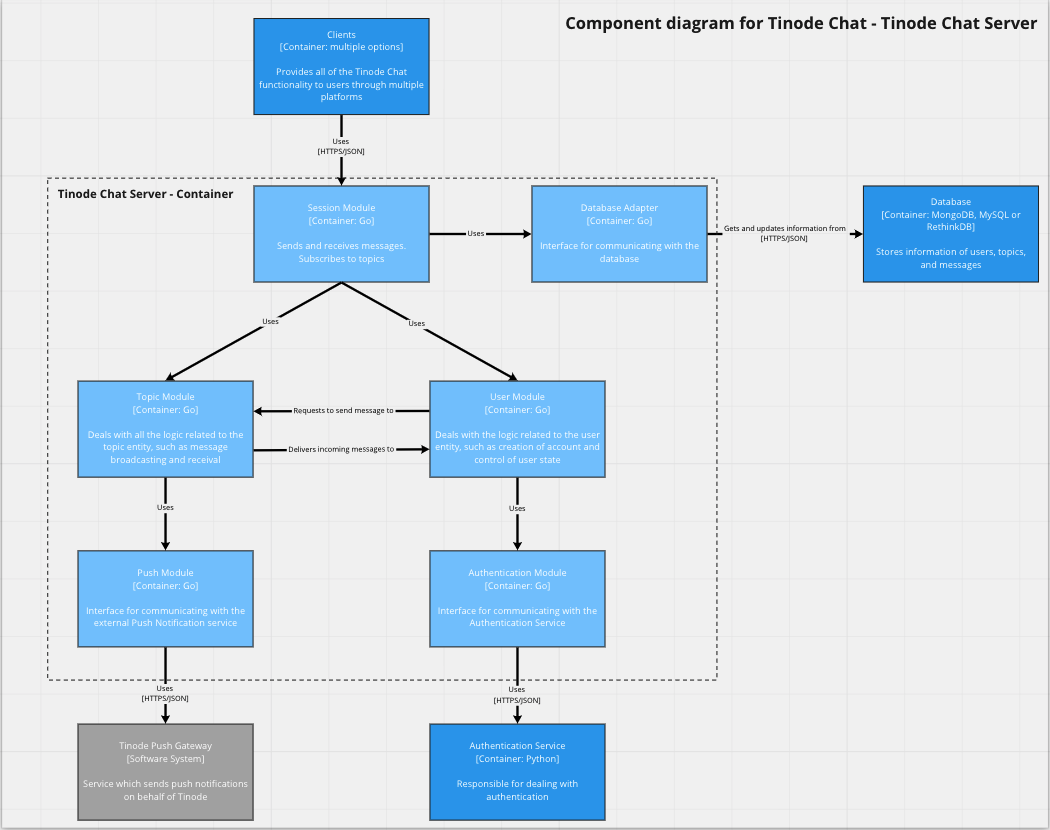 Component diagram for Tinode Chat - Tinode Chat Server
Clients
[Container: multiple options]
Provides all of the Tinode Chat
functionality to users through multiple
platforms
Uses
[HTTPS/JSON]
Tinode Chat Server - Container
Session Module
[Container: Go]
Sends and receives messages.
Subscribes to topics
Uses
Database Adapter
[Container: Go]
Interface for communicating with the
database
Gets and updates information from
[HTTPS/JSON]
Database
[Container: MongoDB, MySQL or
RethinkDB]
Stores information of users, topics,
and messages
Uses
Uses
Topic Module
[Container: Go]
Deals with all the logic related to the
topic entity, such as message
broadcasting and receival
Requests to send message to
Delivers incoming messages to
User Module
[Container: Go]
Deals with the logic related to the user
entity, such as creation of account and
control of user state
Uses
Uses
Push Module
[Container: Go]
Interface for communicating with the
external Push Notification service
Authentication Module
[Container: Go]
Interface for communicating with the
Authentication Service
Uses
[HTTPS/JSON]
Uses
[HTTPS/JSON]
Tinode Push Gateway
[Software System]
Service which sends push notifications
on behalf of Tinode
Authentication Service
[Container: Python]
Responsible for dealing with
authentication